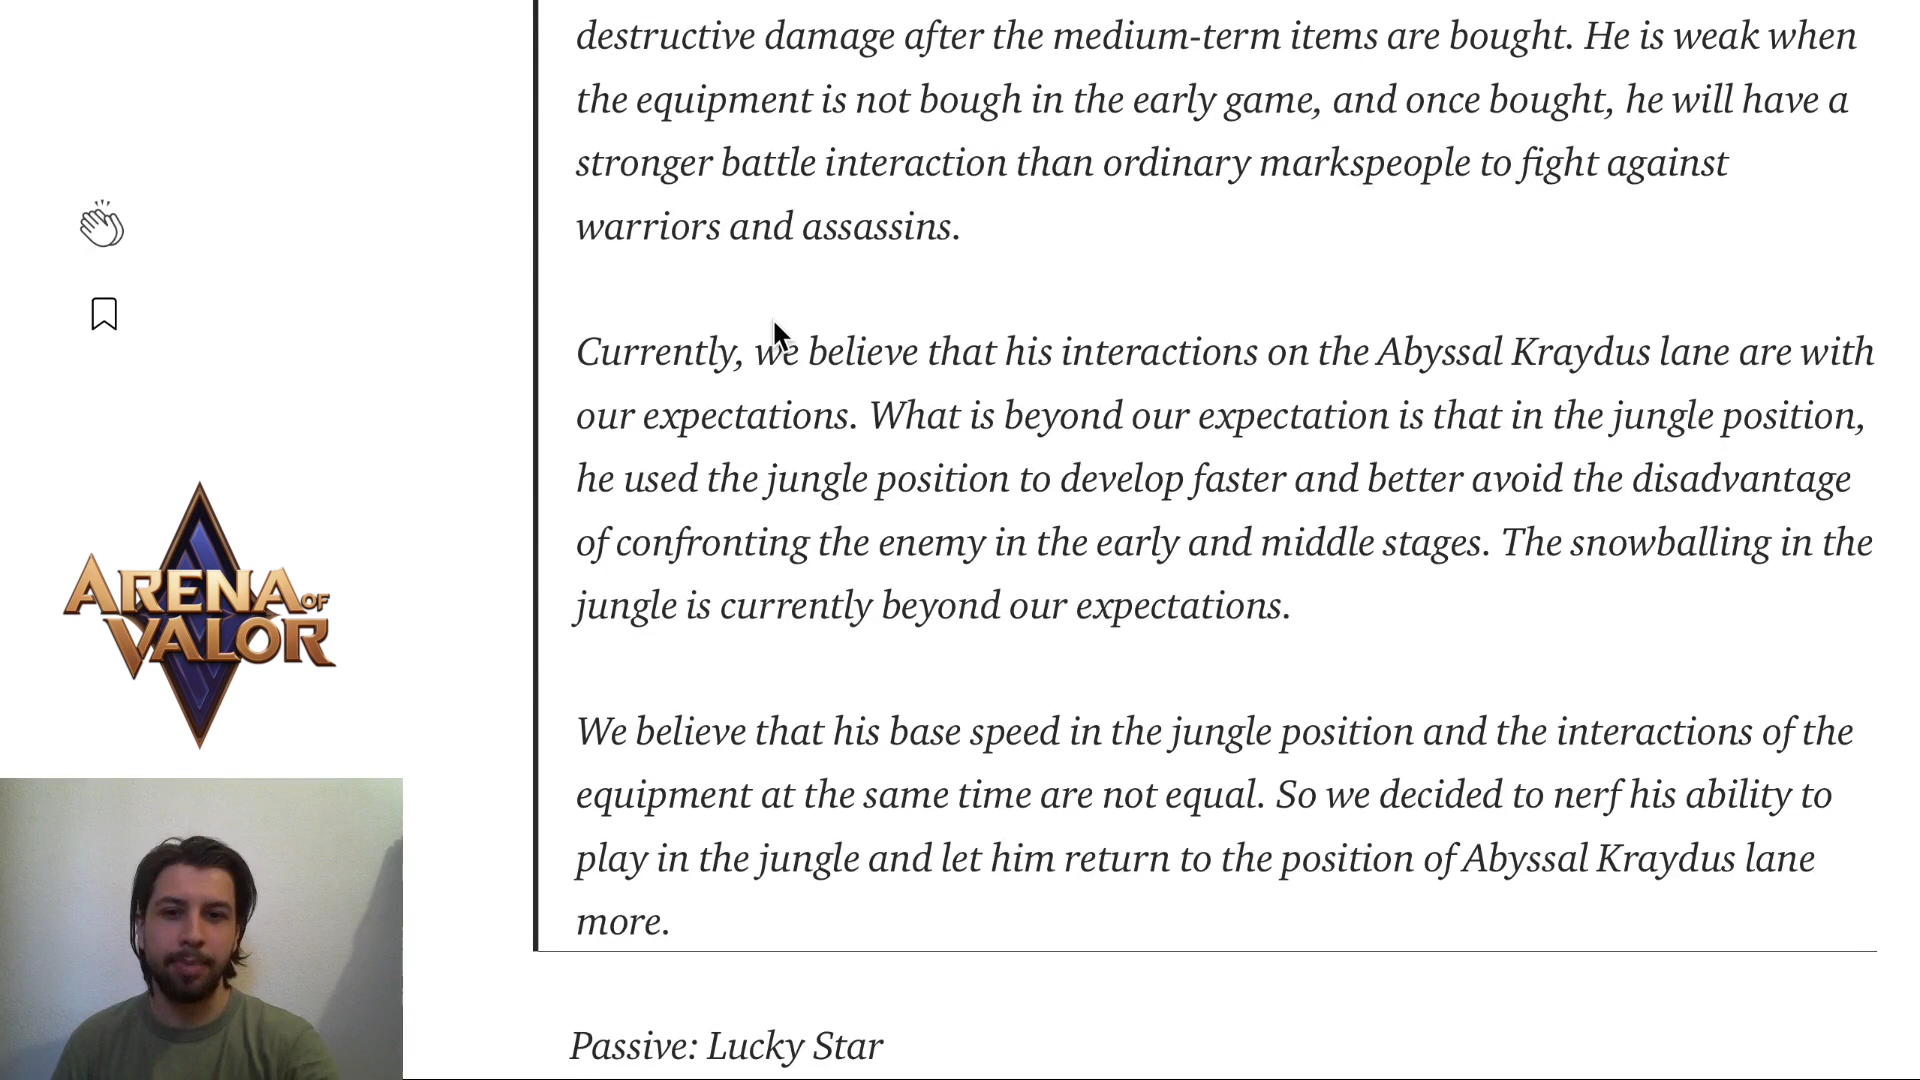 destructive damage after the medium-term items are bought. He is weak when
the equipment is not bough in the early game, and once bought, he will have a
stronger battle interaction than ordinary markspeople to fight against
warriors and assassins.
Currently, we believe that his interactions on the Abyssal Kraydus lane are with
our expectations. What is beyond our expectation is that in the jungle position,
he used the jungle position to develop faster and better avoid the disadvantage
of confronting the enemy in the early and middle stages. The snowballing in the
jungle is currently beyond our expectations.
We believe that his base speed in the jungle position and the interactions of the
equipment at the same time are not equal. So we decided to nerf his ability to
play in the jungle and let him return to the position of Abyssal Kraydus lane
more.
Passive: Lucky Star
ARENA OF
VALOR